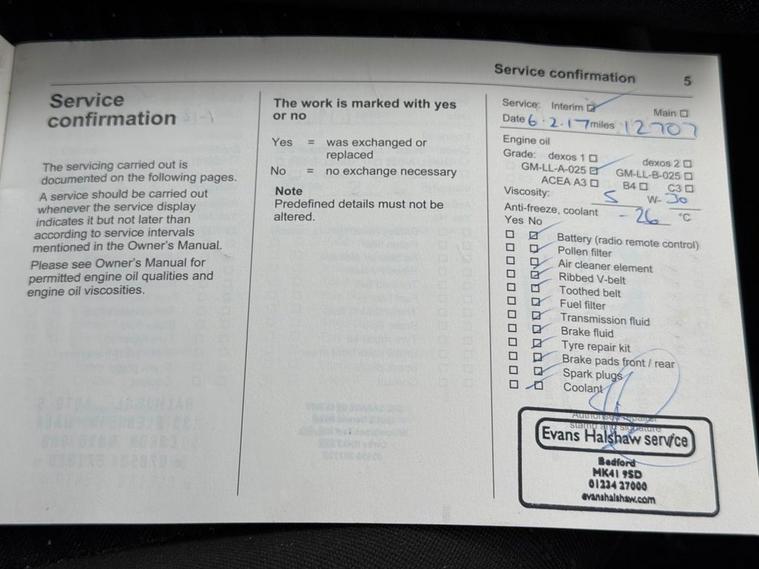 Service confirmation 5
Service
confirmation
The servicing carried out is
documented on the following pages.
A service should be carried out
whenever the service display
indicates it but not later than
according to service intervals
mentioned in the Owner's Manual.
Please see Owner's Manual for
permitted engine oil qualities and
engine oil viscosities.
The work is marked with yes
or no
Yes = was exchanged or
replaced
No = no exchange necessary
Note
Predefined details must not be
altered.
Service: Interim ☑ Main ☐
Date 6.2.17 miles 12707
Engine oil
Grade: dexos 1 ☐ dexos 2 ☐
GM-LL-A-025 ☑ GM-LL-B-025 ☐
ACEA A3 ☐ B4 ☐ C3 ☐
Viscosity: 5 W- 30
Anti-freeze, coolant -26 °C
Yes No
☐ ☑ Battery (radio remote control)
☐ ☑ Pollen filter
☐ ☑ Air cleaner element
☐ ☑ Ribbed V-belt
☐ ☑ Toothed belt
☐ ☑ Fuel filter
☐ ☑ Transmission fluid
☐ ☑ Brake fluid
☐ ☑ Tyre repair kit
☐ ☑ Brake pads front / rear
☐ ☑ Spark plugs
☐ ☑ Coolant
stamp and signature
Evans Halshaw service
Bedford
MK41 9SD
01234 27000
evanshalshaw.com